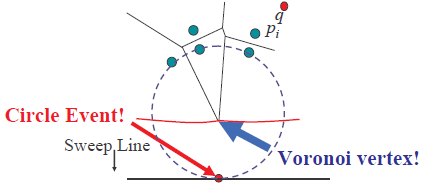 q
p_i
Circle Event!
Sweep Line
Voronoi vertex!